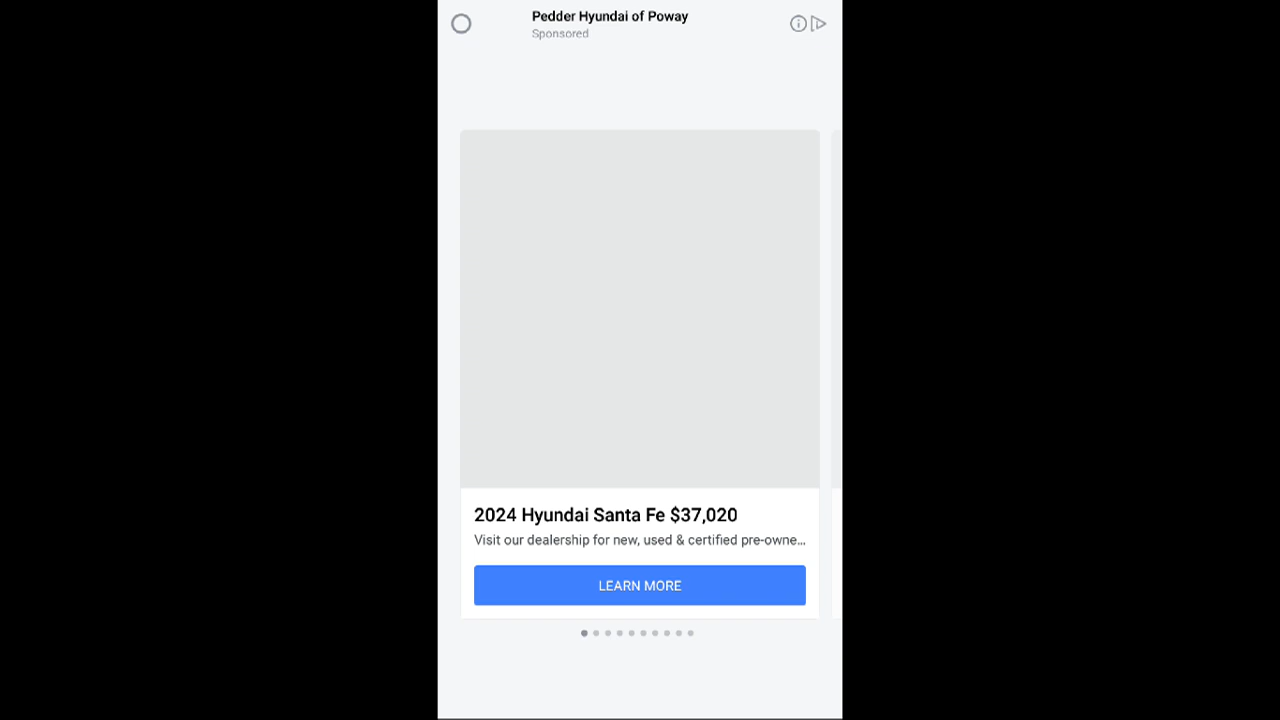 Pedder Hyundai of Poway
Sponsored
2024 Hyundai Santa Fe $37,020
Visit our dealership for new, used & certified pre-owne...
LEARN MORE